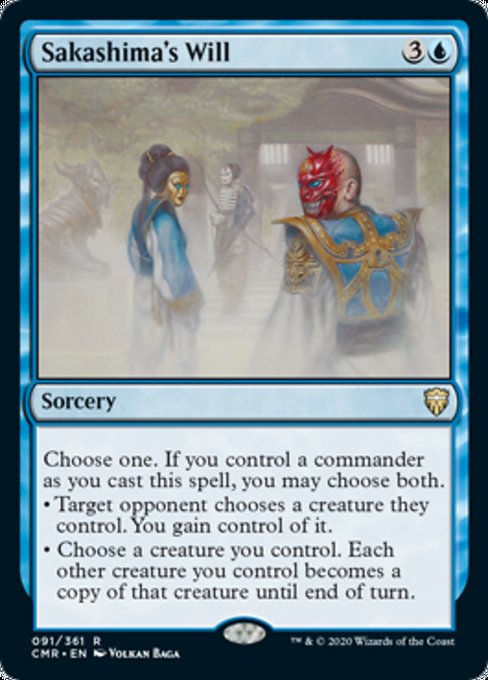 Sakashima's Will 3
Sorcery
Choose one. If you control a commander
as you cast this spell, you may choose both.
• Target opponent chooses a creature they
control. You gain control of it.
• Choose a creature you control. Each
other creature you control becomes a
copy of that creature until end of turn.
091/361 R
CMR • EN Volkan Baga
™ & © 2020 Wizards of the Coast